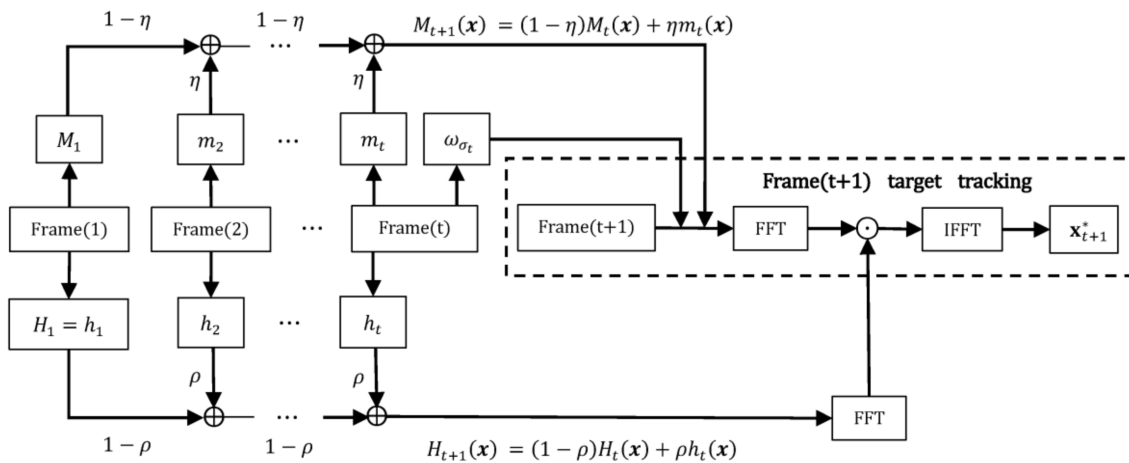 1 − η 1 − η M_{t+1}(x) = (1 − η)M_t(x) + ηm_t(x)
...
η η
M_1 m_2 ... m_t ω_{σ_t}
Frame(t+1) target tracking
Frame(1) Frame(2) ... Frame(t) Frame(t+1) FFT IFFT x*_{t+1}
H_1 = h_1 h_2 ... h_t
ρ ρ
... FFT
1 − ρ 1 − ρ H_{t+1}(x) = (1 − ρ)H_t(x) + ρh_t(x)